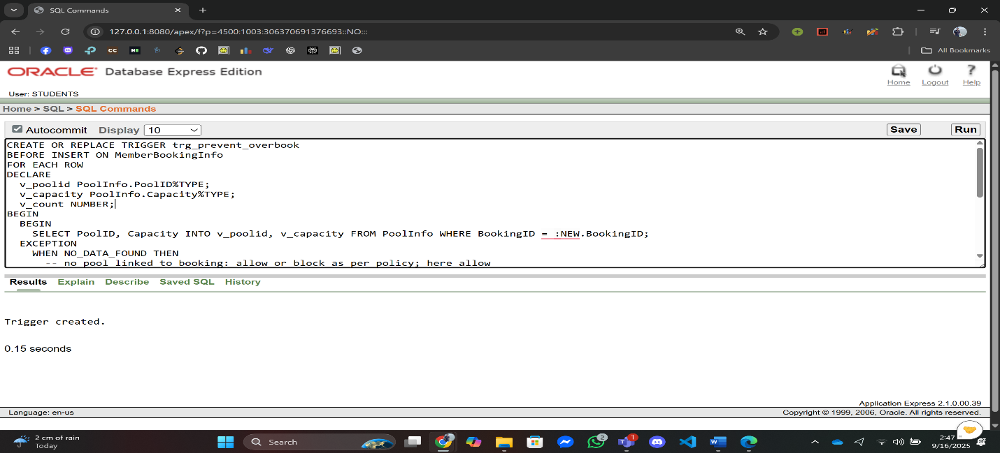 SQL Commands
127.0.0.1:8080/apex/f?p=4500:1003:306370691376693::NO:::
CC
All Bookmarks
ORACLE Database Express Edition
Home Logout Help
User: STUDENTS
Home > SQL > SQL Commands
Autocommit Display 10 Save Run
CREATE OR REPLACE TRIGGER trg_prevent_overbook
BEFORE INSERT ON MemberBookingInfo
FOR EACH ROW
DECLARE
v_poolid PoolInfo.PoolID%TYPE;
v_capacity PoolInfo.Capacity%TYPE;
v_count NUMBER;
BEGIN
BEGIN
SELECT PoolID, Capacity INTO v_poolid, v_capacity FROM PoolInfo WHERE BookingID = :NEW.BookingID;
EXCEPTION
WHEN NO_DATA_FOUND THEN
-- no pool linked to booking: allow or block as per policy; here allow
Results Explain Describe Saved SQL History
Trigger created.
0.15 seconds
Application Express 2.1.0.00.39
Language: en-us Copyright © 1999, 2006, Oracle. All rights reserved.
2 cm of rain
Today
Search
2
1
2:47
9/16/2025